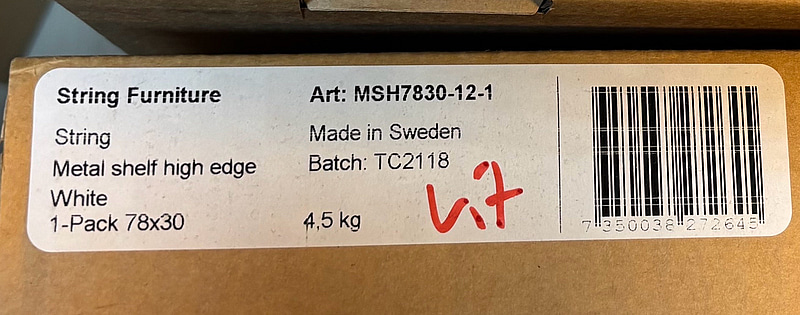 String Furniture
Art: MSH7830-12-1
String
Made in Sweden
Metal shelf high edge
Batch: TC2118
White
1-Pack 78x30
4,5 kg
Vit
7 350038 272645